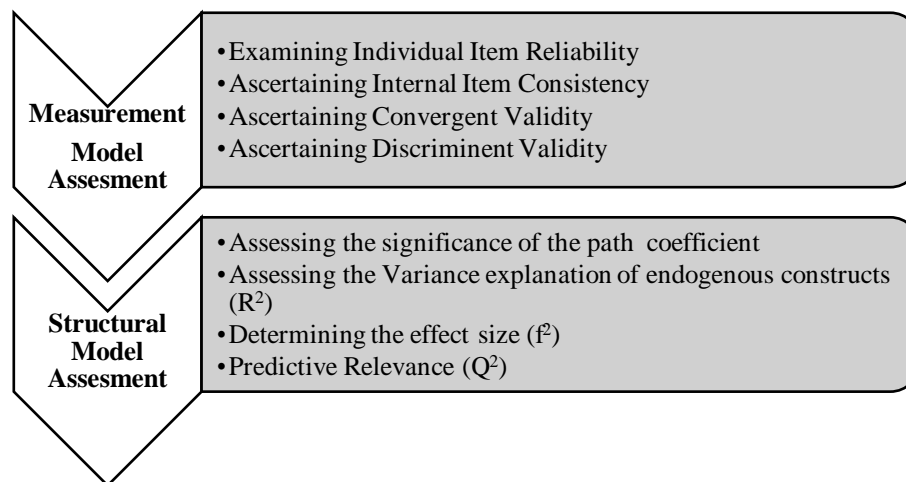 Measurement
Model
Assesment
•Examining Individual Item Reliability
•Ascertaining Internal Item Consistency
•Ascertaining Convergent Validity
•Ascertaining Discriminent Validity
Structural
Model
Assesment
•Assessing the significance of the path coefficient
•Assessing the Variance explanation of endogenous constructs
(R²)
•Determining the effect size (f²)
•Predictive Relevance (Q²)